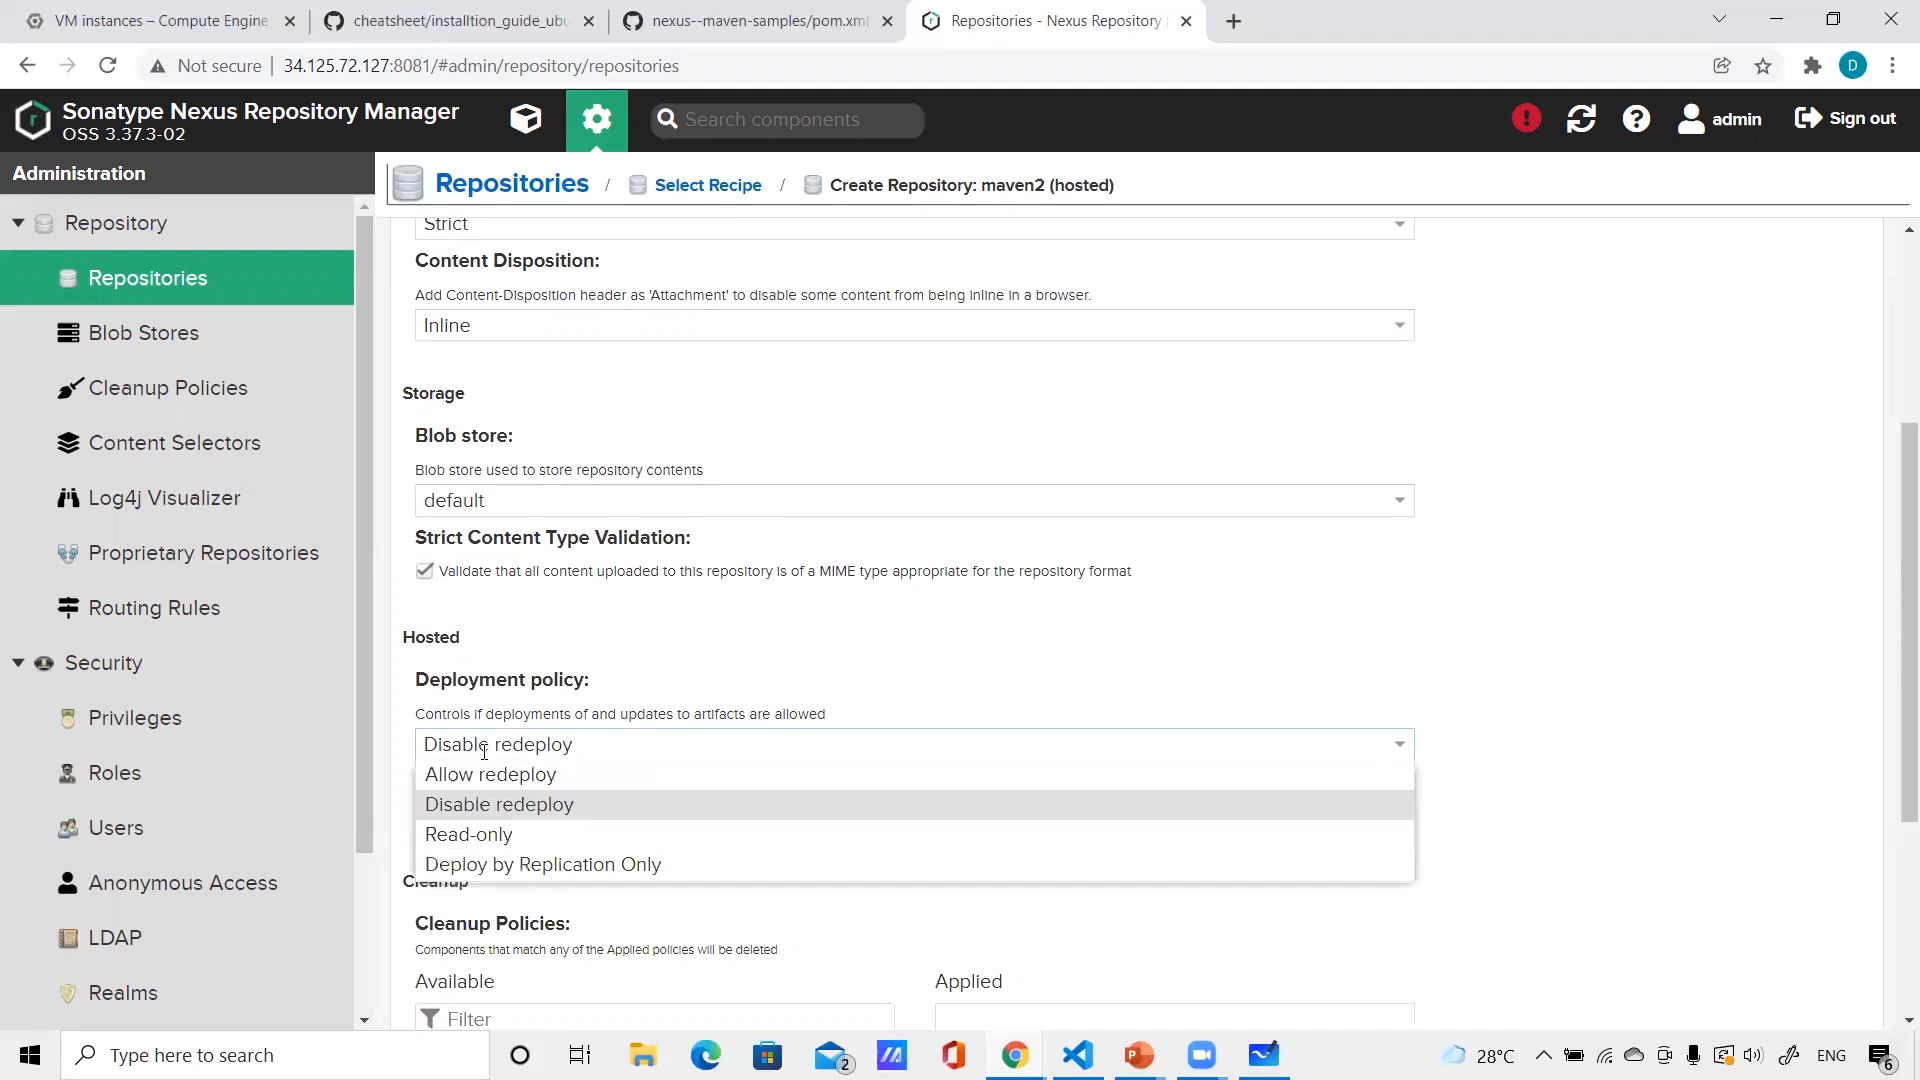 VM instances – Compute Engine
cheatsheet/installtion_guide_ubu
nexus--maven-samples/pom.xml
Repositories - Nexus Repository
Not secure
34.125.72.127:8081/#admin/repository/repositories
D
Sonatype Nexus Repository Manager
OSS 3.37.3-02
Search components
admin
Sign out
Administration
Repository
Repositories
Blob Stores
Cleanup Policies
Content Selectors
Log4j Visualizer
Proprietary Repositories
Routing Rules
Security
Privileges
Roles
Users
Anonymous Access
LDAP
Realms
Repositories / Select Recipe / Create Repository: maven2 (hosted)
Strict
Content Disposition:
Add Content-Disposition header as 'Attachment' to disable some content from being inline in a browser.
Inline
Storage
Blob store:
Blob store used to store repository contents
default
Strict Content Type Validation:
Validate that all content uploaded to this repository is of a MIME type appropriate for the repository format
Hosted
Deployment policy:
Controls if deployments of and updates to artifacts are allowed
Disable redeploy
Allow redeploy
Disable redeploy
Read-only
Deploy by Replication Only
Cleanup
Cleanup Policies:
Components that match any of the Applied policies will be deleted
Available
Applied
Filter
Type here to search
2
28°C
ENG
6